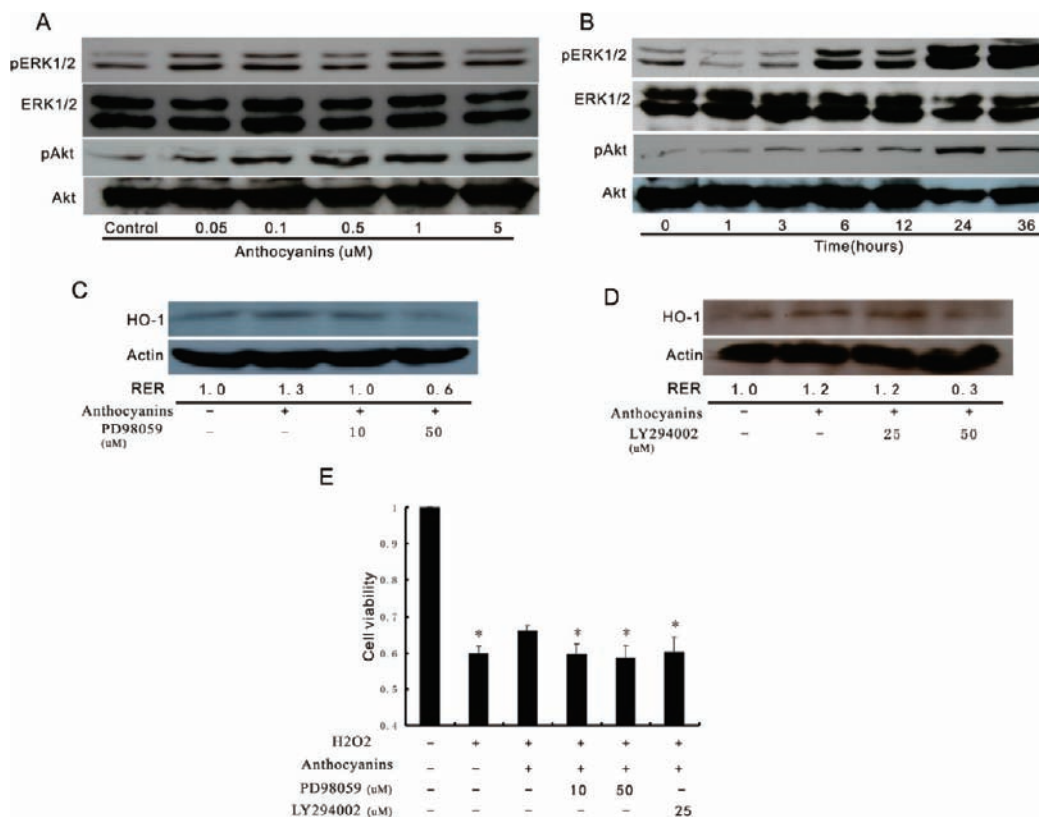 A
pERK1/2
ERK1/2
pAkt
Akt
Control 0.05 0.1 0.5 1 5
Anthocyanins (uM)
B
pERK1/2
ERK1/2
pAkt
Akt
0 1 3 6 12 24 36
Time(hours)
C
HO-1
Actin
RER 1.0 1.3 1.0 0.6
Anthocyanins - + + +
PD98059 - - 10 50
(uM)
D
HO-1
Actin
RER 1.0 1.2 1.2 0.3
Anthocyanins - + + +
LY294002 - - 25 50
(uM)
E
1
0.9
0.8
0.7
0.6
0.5
0.4
Cell viability
* * * *
H2O2 - + + + + +
Anthocyanins - - + + + +
PD98059 (uM) - - - 10 50 -
LY294002 (uM) - - - - - 25